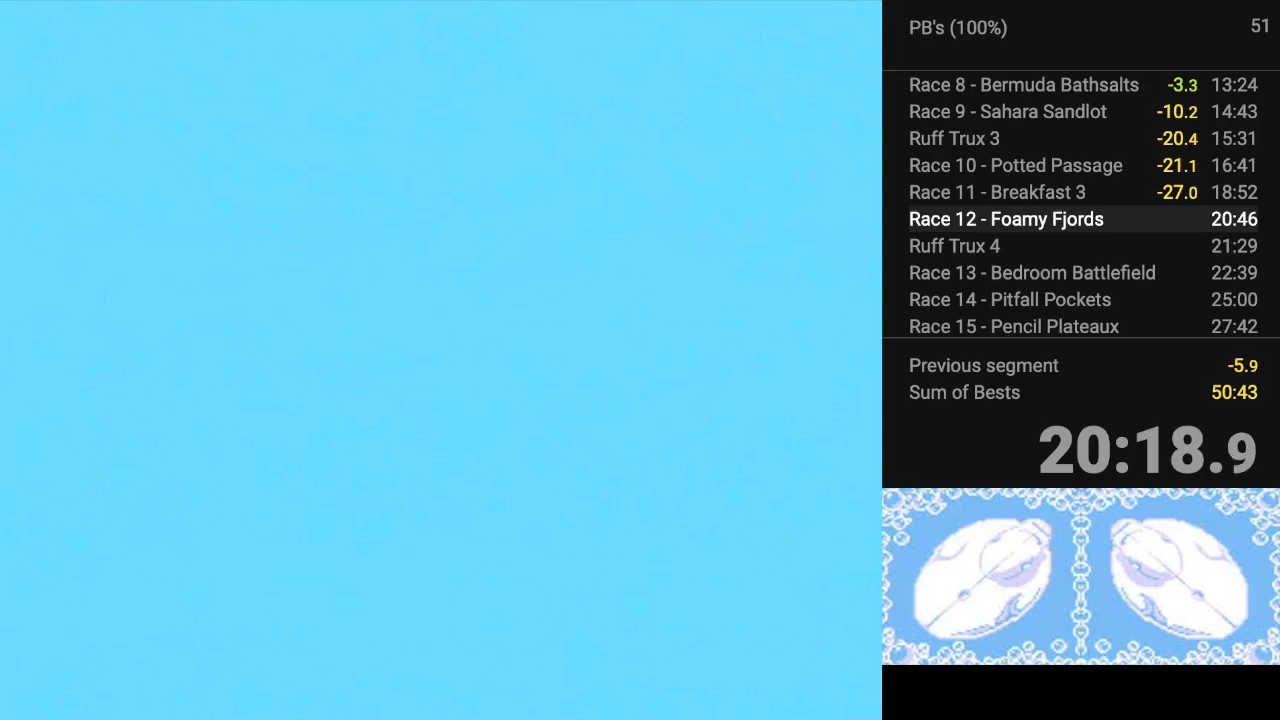 PB's (100%) 51
Race 8 - Bermuda Bathsalts -3.3 13:24
Race 9 - Sahara Sandlot -10.2 14:43
Ruff Trux 3 -20.4 15:31
Race 10 - Potted Passage -21.1 16:41
Race 11 - Breakfast 3 -27.0 18:52
Race 12 - Foamy Fjords 20:46
Ruff Trux 4 21:29
Race 13 - Bedroom Battlefield 22:39
Race 14 - Pitfall Pockets 25:00
Race 15 - Pencil Plateaux 27:42
Previous segment -5.9
Sum of Bests 50:43
20:18.9